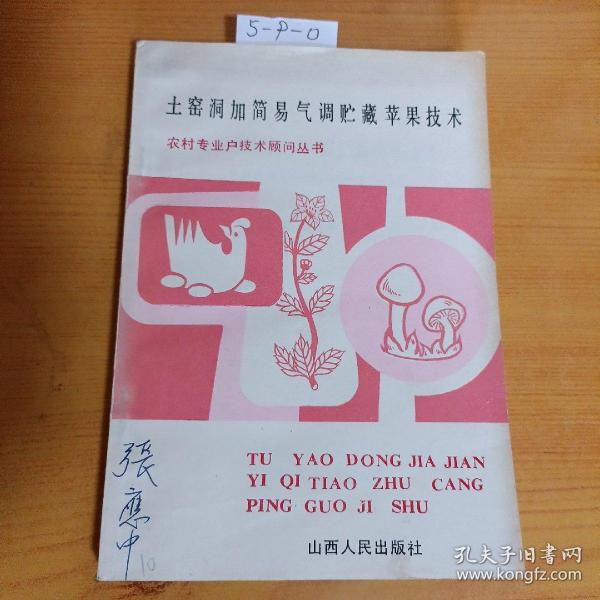 5-9-0
土窑洞加简易气调贮藏苹果技术
农村专业户技术顾问丛书
TU YAO DONG JIA JIAN
YI QI TIAO ZHU CANG
PING GUO JI SHU
山西人民出版社
張應中
10
孔夫子旧书网
www.kongfz.com